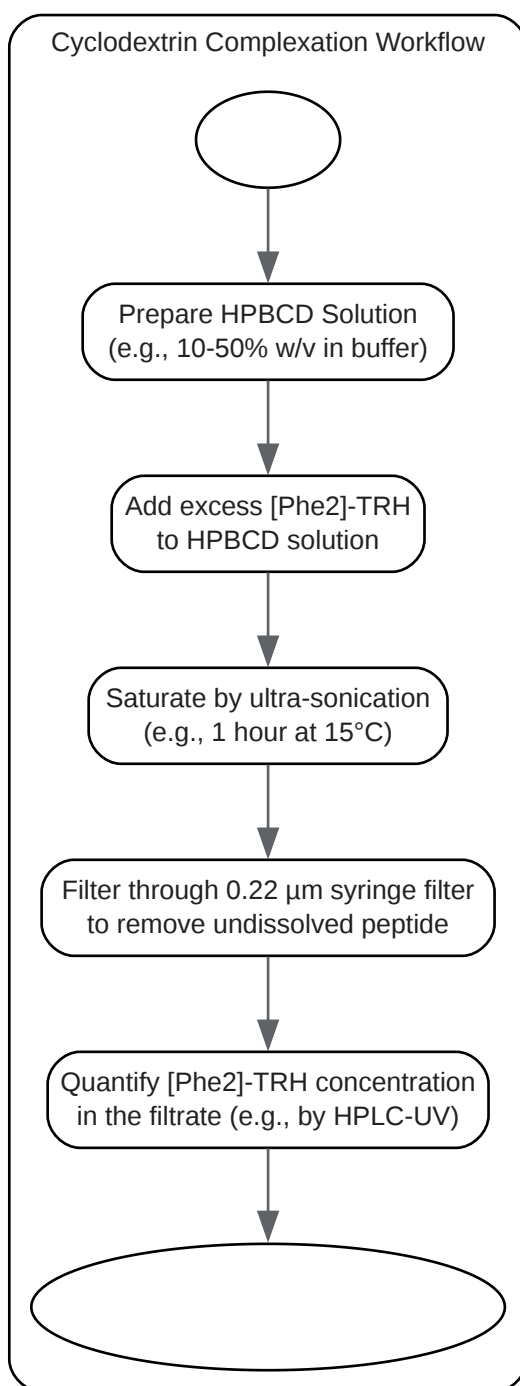 Cyclodextrin Complexation Workflow
Prepare HPBCD Solution
(e.g., 10-50% w/v in buffer)
Add excess [Phe2]-TRH
to HPBCD solution
Saturate by ultra-sonication
(e.g., 1 hour at 15°C)
Filter through 0.22 µm syringe filter
to remove undissolved peptide
Quantify [Phe2]-TRH concentration
in the filtrate (e.g., by HPLC-UV)